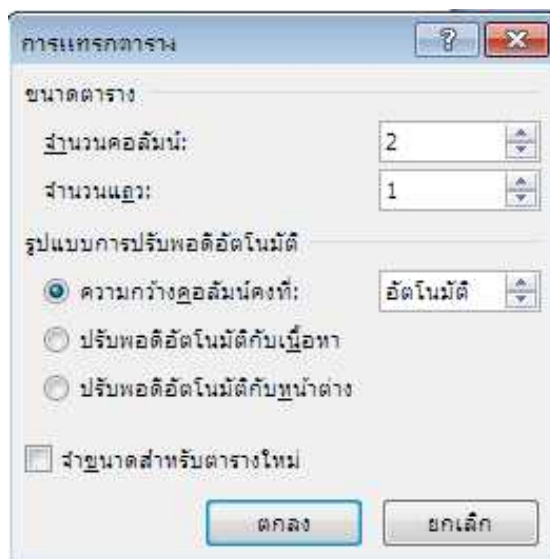 การแทรกตาราง
ขนาดตาราง
จำนวนคอลัมน์: 2
จำนวนแถว: 1
รูปแบบการปรับพอดีอัตโนมัติ
ความกว้างคอลัมน์คงที่: อัตโนมัติ
ปรับพอดีอัตโนมัติกับเนื้อหา
ปรับพอดีอัตโนมัติกับหน้าต่าง
จำขนาดสำหรับตารางใหม่
ตกลง ยกเลิก